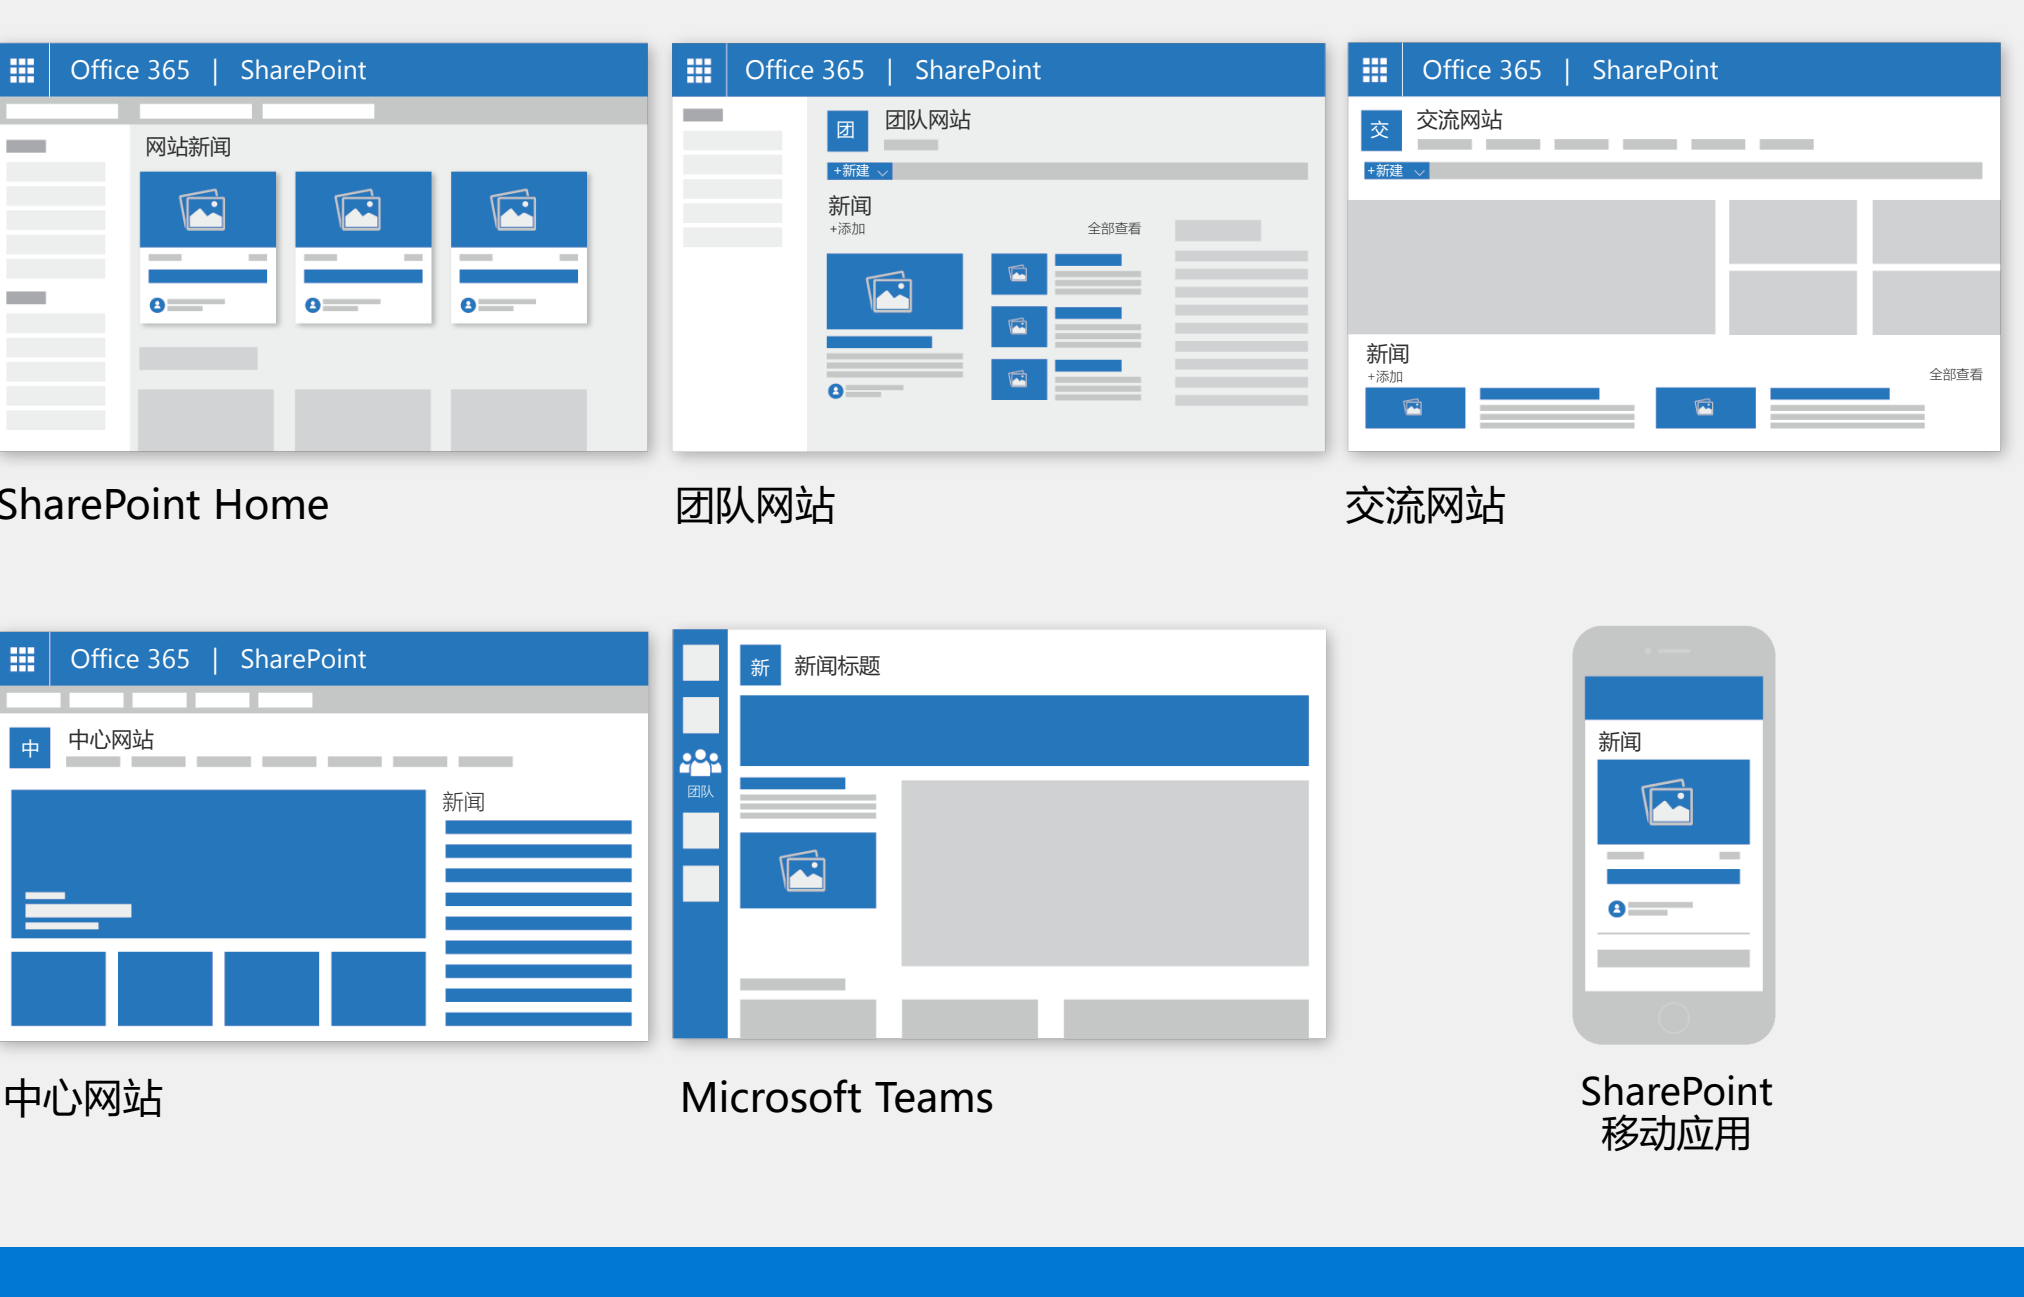 Office 365 | SharePoint
网站新闻
SharePoint Home
Office 365 | SharePoint
团
团队网站
+新建
新闻
+添加
全部查看
团队网站
Office 365 | SharePoint
交
交流网站
+新建
新闻
+添加
全部查看
交流网站
Office 365 | SharePoint
中
中心网站
新闻
中心网站
新
新闻标题
团队
Microsoft Teams
新闻
SharePoint
移动应用